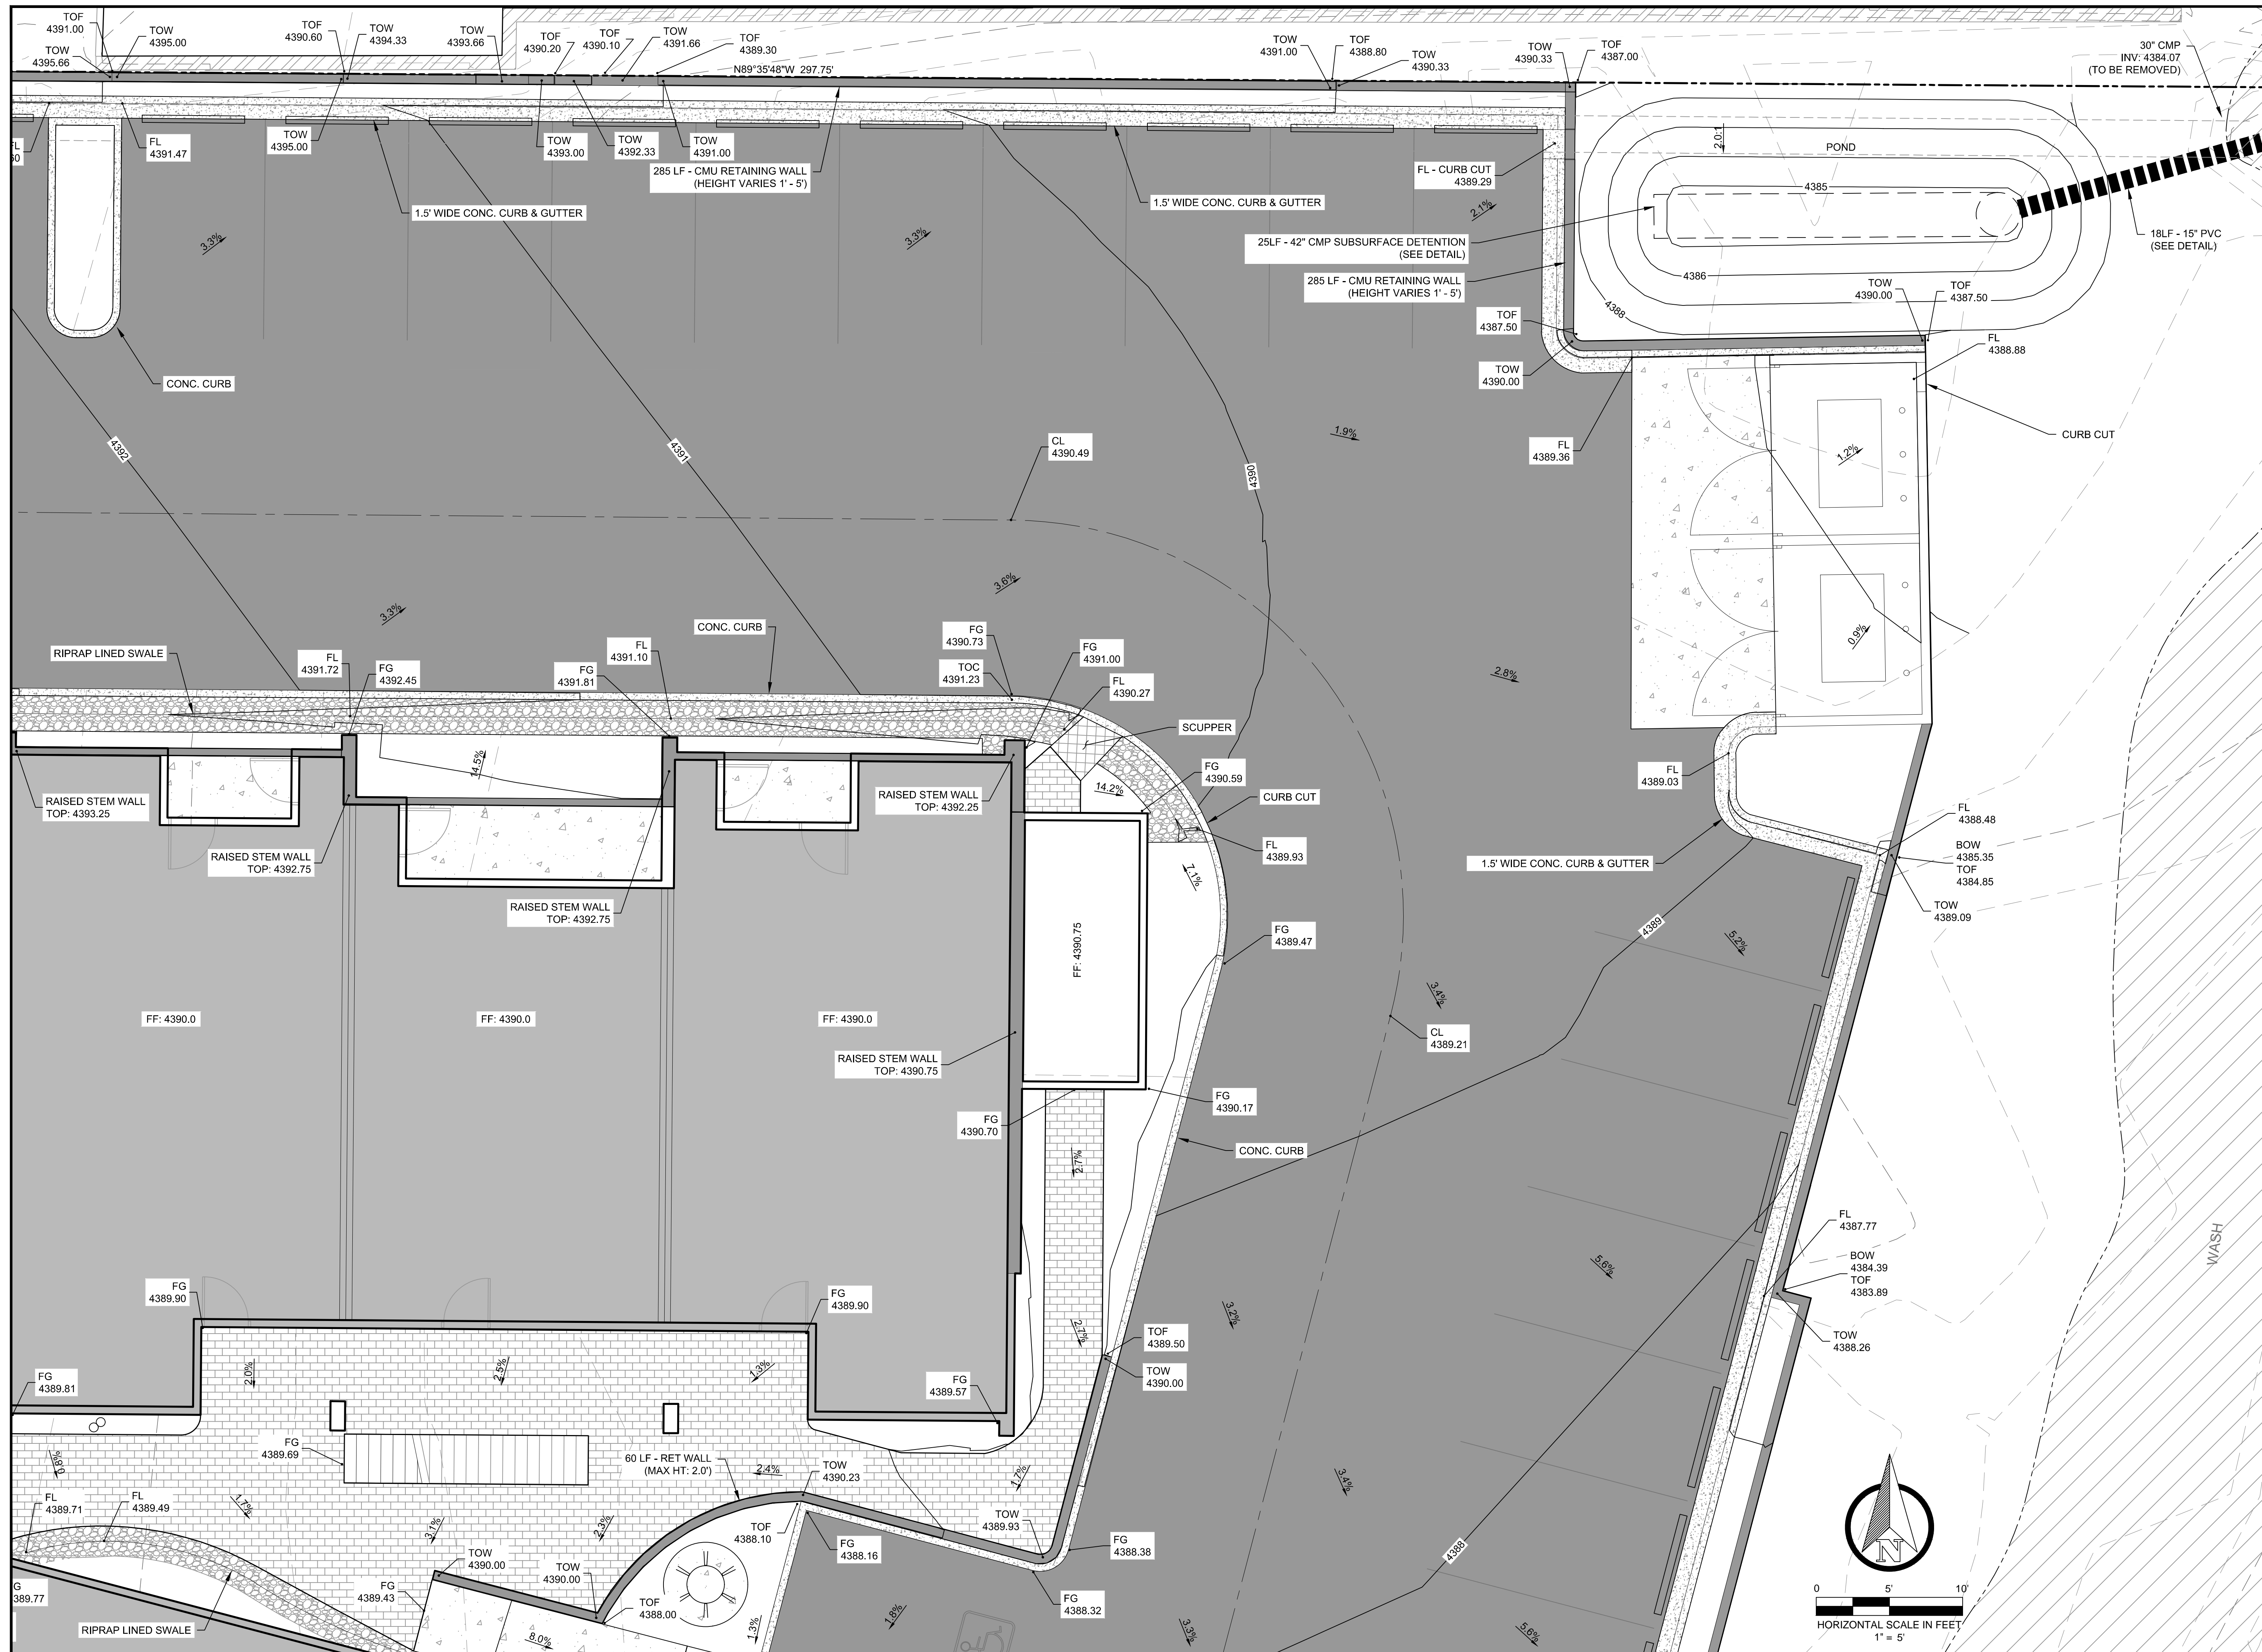 TOF
4391.00
TOW
4395.66
TOW
4395.00
TOF
4390.60
TOW
4394.33
TOW
4393.66
TOF
4390.20
TOF
4390.10
TOW
4391.66
TOF
4389.30
N89°35'48"W 297.75'
TOW
4391.00
TOF
4388.80
TOW
4390.33
TOW
4390.33
TOF
4387.00
30" CMP
INV: 4384.07
(TO BE REMOVED)
FL
4391.47
TOW
4395.00
TOW
4393.00
TOW
4392.33
TOW
4391.00
285 LF - CMU RETAINING WALL
(HEIGHT VARIES 1' - 5')
1.5' WIDE CONC. CURB & GUTTER
1.5' WIDE CONC. CURB & GUTTER
FL - CURB CUT
4389.29
2.0:1
POND
4385
4386
4388
2.1%
3.3%
3.3%
25LF - 42" CMP SUBSURFACE DETENTION
(SEE DETAIL)
285 LF - CMU RETAINING WALL
(HEIGHT VARIES 1' - 5')
18LF - 15" PVC
(SEE DETAIL)
TOW
4390.00
TOF
4387.50
TOF
4387.50
TOW
4390.00
FL
4388.88
CONC. CURB
4392
4391
4390
CL
4390.49
1.9%
FL
4389.36
CURB CUT
1.2%
0.9%
3.3%
3.6%
2.8%
RIPRAP LINED SWALE
FL
4391.72
FG
4392.45
FG
4391.81
FL
4391.10
CONC. CURB
FG
4390.73
TOC
4391.23
FG
4391.00
FL
4390.27
SCUPPER
14.5%
RAISED STEM WALL
TOP: 4393.25
RAISED STEM WALL
TOP: 4392.75
RAISED STEM WALL
TOP: 4392.75
RAISED STEM WALL
TOP: 4392.25
FG
4390.59
14.2%
CURB CUT
FL
4389.93
7.1%
FL
4389.03
1.5' WIDE CONC. CURB & GUTTER
FL
4388.48
BOW
4385.35
TOF
4384.85
TOW
4389.09
FG
4389.47
4389
5.2%
FF: 4390.75
FF: 4390.0
FF: 4390.0
FF: 4390.0
RAISED STEM WALL
TOP: 4390.75
3.4%
CL
4389.21
FG
4390.17
FG
4390.70
CONC. CURB
2.7%
FL
4387.77
BOW
4384.39
TOF
4383.89
TOW
4388.26
WASH
5.6%
3.2%
FG
4389.90
FG
4389.90
2.7%
TOF
4389.50
TOW
4390.00
2.0%
2.5%
1.3%
FG
4389.81
FG
4389.57
FG
4389.69
60 LF - RET WALL
(MAX HT: 2.0')
2.4%
TOW
4390.23
1.7%
3.4%
0.8%
FL
4389.71
FL
4389.49
1.7%
3.1%
2.3%
TOF
4388.10
FG
4388.16
TOW
4389.93
FG
4388.38
4388
TOW
4390.00
TOW
4390.00
FG
4389.43
TOF
4388.00
FG
4388.32
RIPRAP LINED SWALE
8.0%
1.3%
1.8%
3.3%
5.6%
N
0 5' 10'
HORIZONTAL SCALE IN FEET
1" = 5'